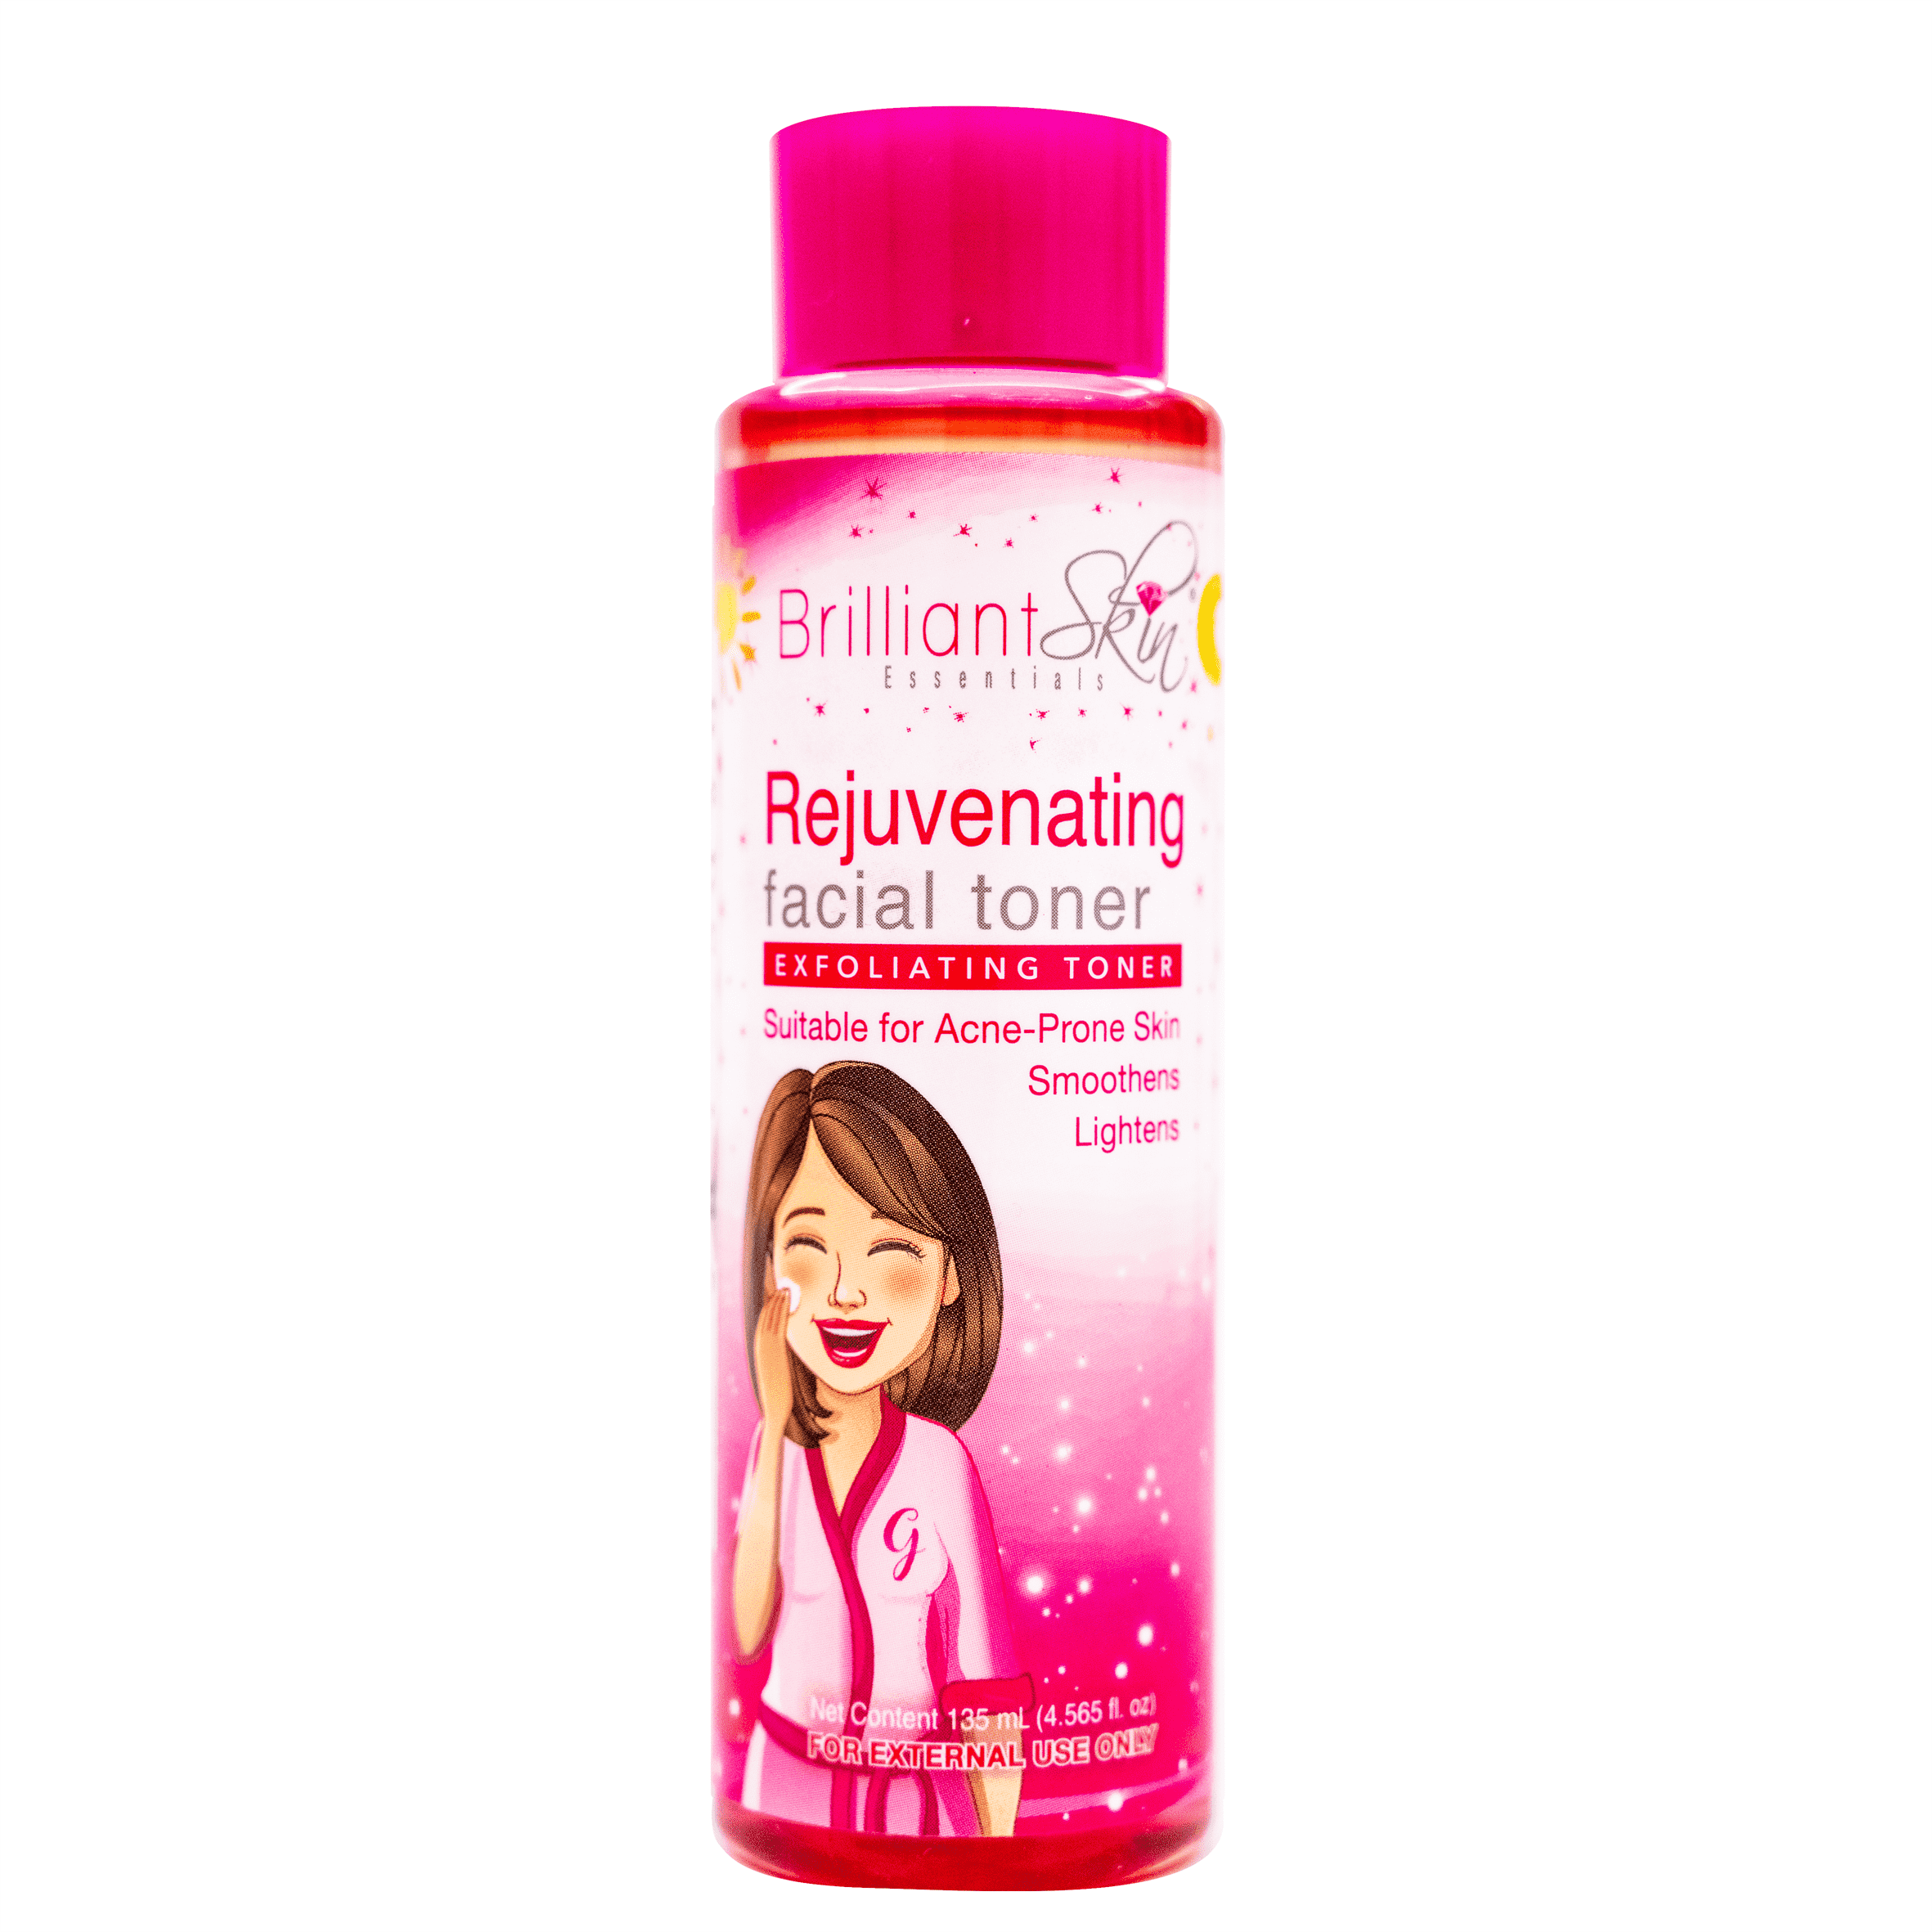 Brilliant Skin®
Essentials
Rejuvenating
facial toner
EXFOLIATING TONER
Suitable for Acne-Prone Skin
Smoothens
Lightens
G
Net Content 135 mL (4.565 fl. oz)
FOR EXTERNAL USE ONLY